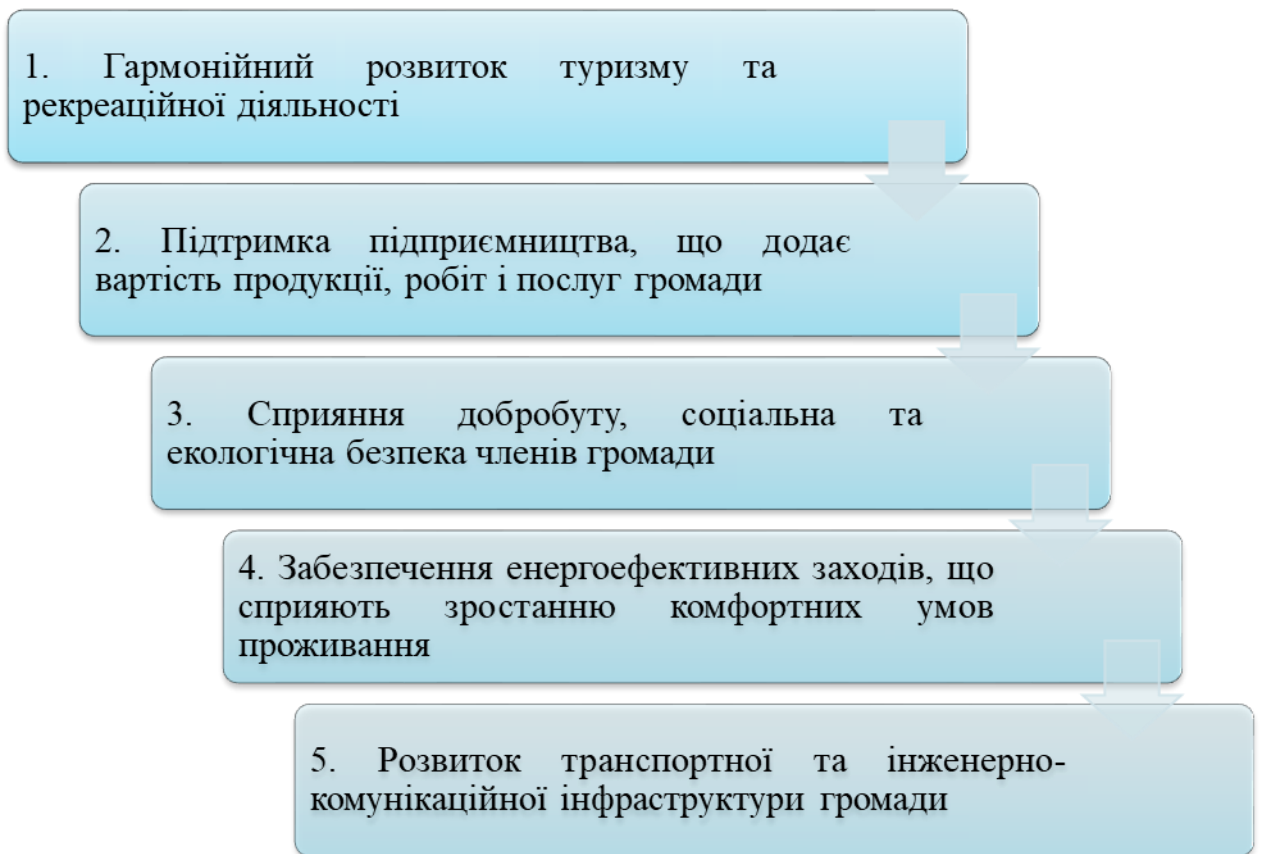 1. Гармонійний розвиток туризму та
рекреаційної діяльності
2. Підтримка підприємництва, що додає
вартість продукції, робіт і послуг громади
3. Сприяння добробуту, соціальна та
екологічна безпека членів громади
4. Забезпечення енергоефективних заходів, що
сприяють зростанню комфортних умов
проживання
5. Розвиток транспортної та інженерно-
комунікаційної інфраструктури громади